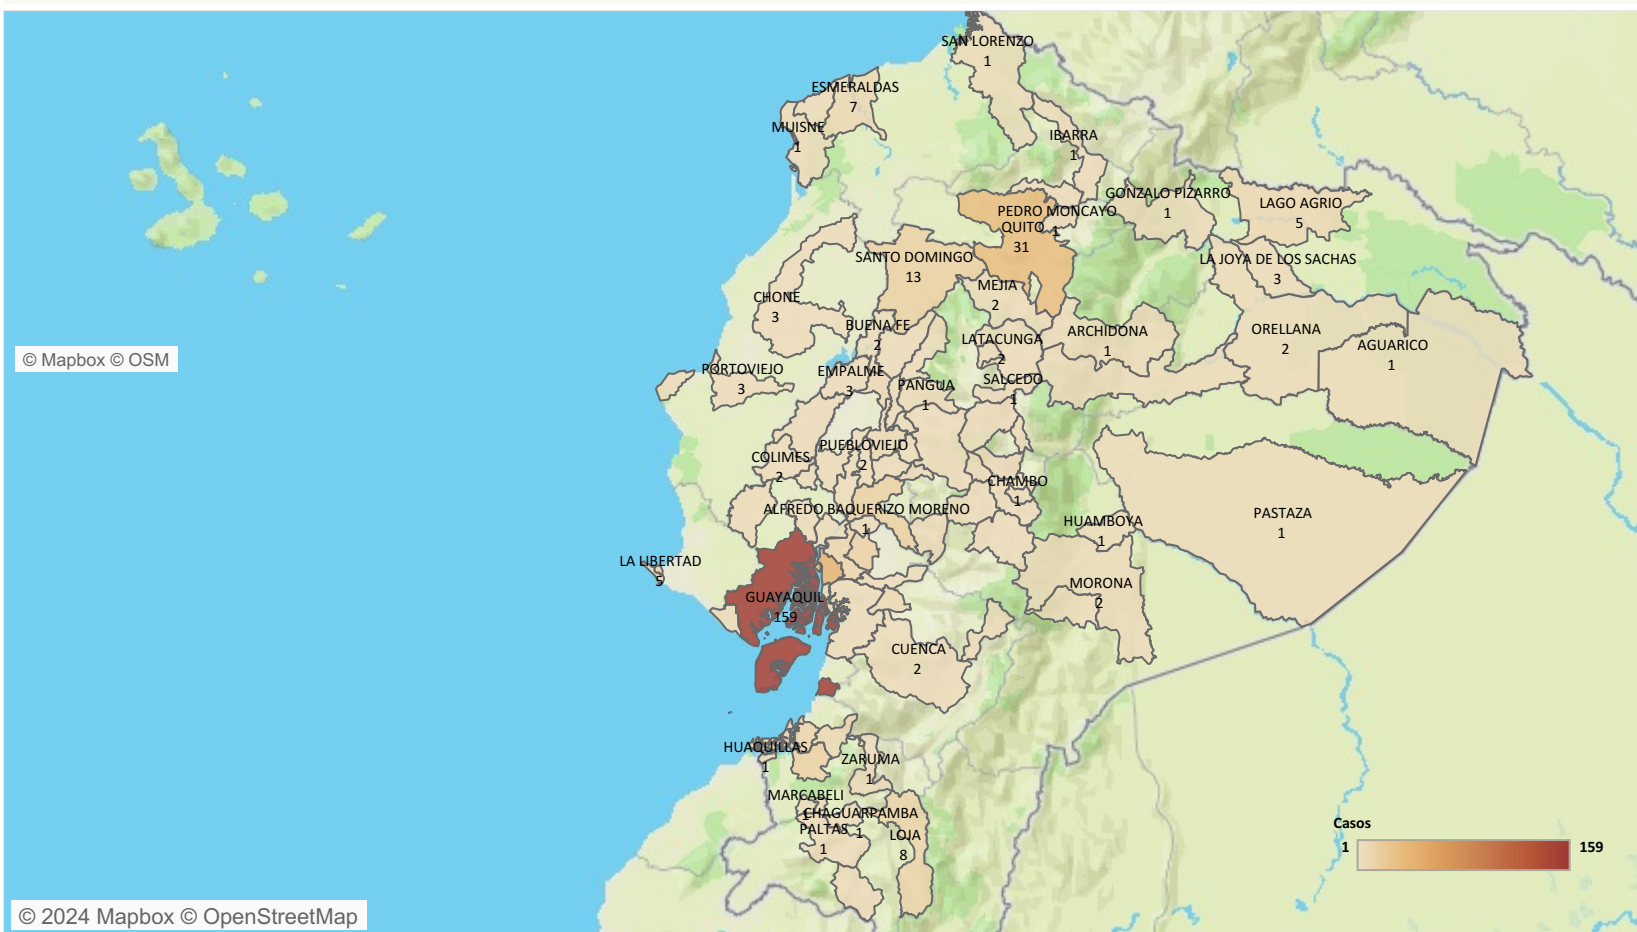 SAN LORENZO
1
ESMERALDAS
7
MUISNE
1
IBARRA
1
GONZALO PIZARRO
1
LAGO AGRIO
5
PEDRO MONCAYO
1
QUITO
31
SANTO DOMINGO
13
LA JOYA DE LOS SACHAS
3
MEJIA
2
CHONE
3
BUENA FE
2
LATACUNGA
2
ARCHIDONA
1
ORELLANA
2
AGUARICO
1
© Mapbox © OSM
PORTOVIEJO
3
EMPALME
3
PANGUA
1
SALCEDO
1
PUEBLOVIEJO
2
COLIMES
2
CHAMBO
1
ALFREDO BAQUERIZO MORENO
1
HUAMBOYA
1
PASTAZA
1
LA LIBERTAD
5
GUAYAQUIL
159
MORONA
2
CUENCA
2
HUAQUILLAS
1
ZARUMA
1
MARCABELI
1
CHAGUARPAMBA
1
PALTAS
1
LOJA
8
Casos
1
159
© 2024 Mapbox © OpenStreetMap